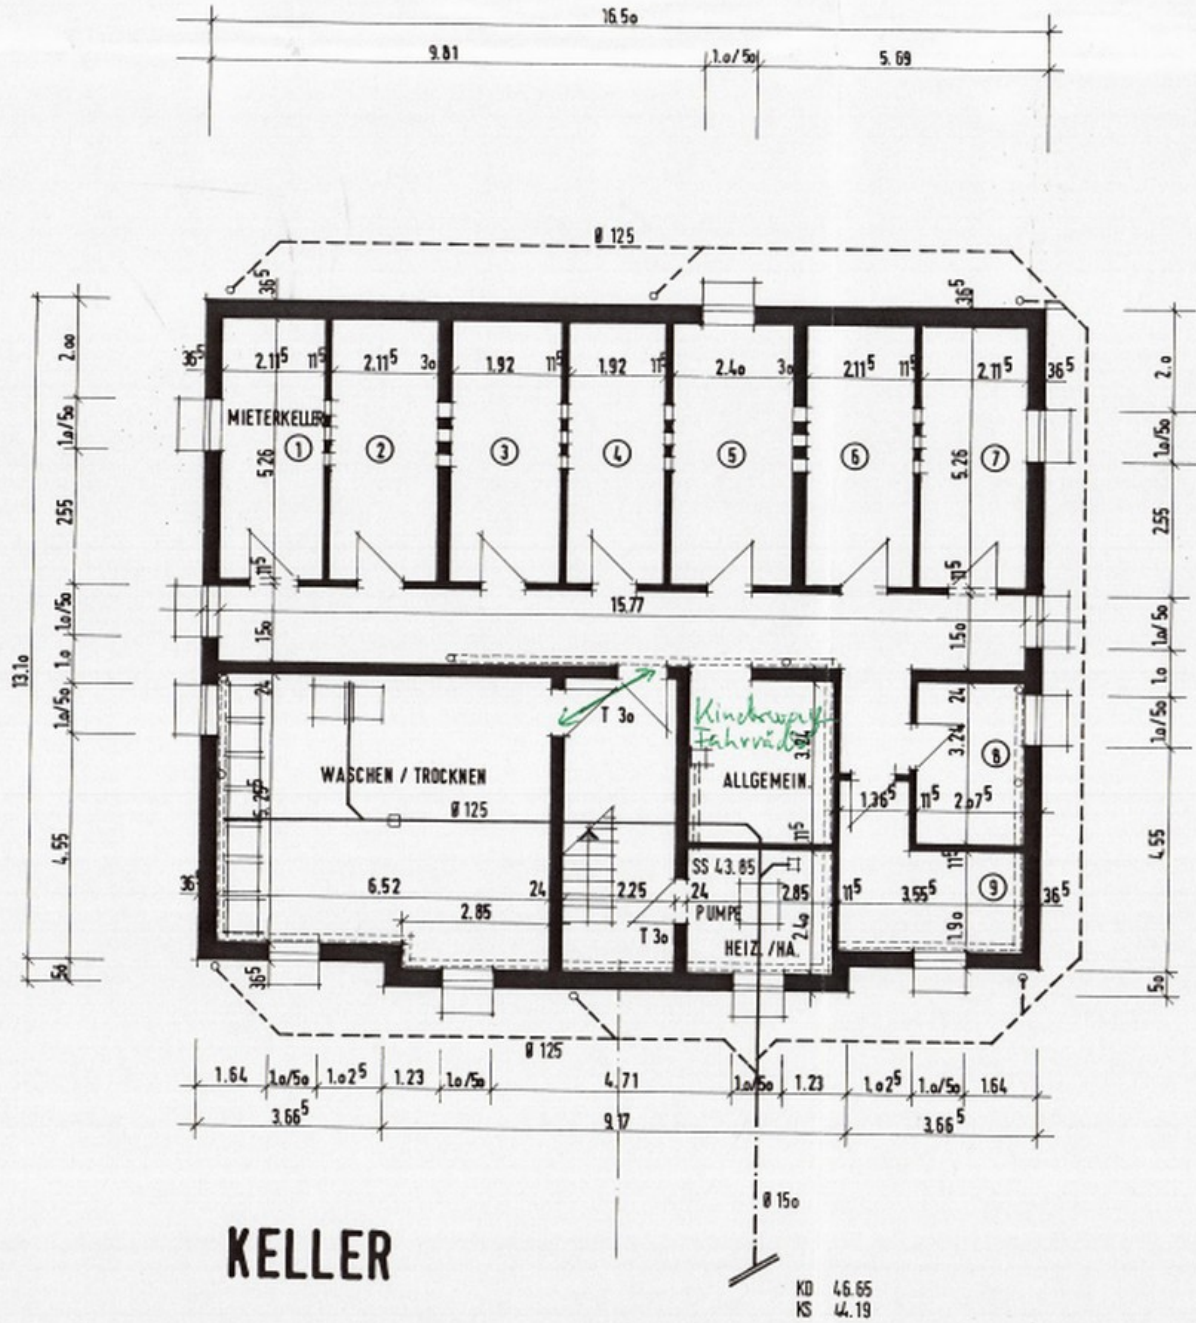 16.50
9.81 1.0/50 5.69
Ø 125
36⁵ 36⁵
36⁵ 2.11⁵ 11⁵ 2.11⁵ 30 1.92 11⁵ 1.92 11⁵ 2.40 30 2.11⁵ 11⁵ 2.11⁵ 36⁵
2.00 2.0
MIETERKELLER
1.0/50 1 2 3 4 5 6 7 1.0/50
5.26 5.26
2.55 2.55
11⁵ 11⁵
15.77
1.0/50 1.50 1.50 1.0/50
13.10
1.0 24 24 1.0
T 30
1.0/50 3.24 3.24 1.0/50
Fahrräd
8
WASCHEN / TROCKNEN ALLGEMEIN.
1.36⁵ 11⁵ 2.07⁵
5.25
Ø 125
4.55 11⁵ 11⁵ 4.55
SS 43.85
36⁵ 6.52 24 2.25 24 2.85 11⁵ 3.55⁵ 9 36⁵
2.85 PUMPE
T 30 2.40 1.90
HEIZ./HA.
50 36⁵ 50
Ø 125
1.64 1.0/50 1.02⁵ 1.23 1.0/50 4.71 1.0/50 1.23 1.02⁵ 1.0/50 1.64
3.66⁵ 9.17 3.66⁵
Ø 150
KELLER
KD 46.65
KS 44.19